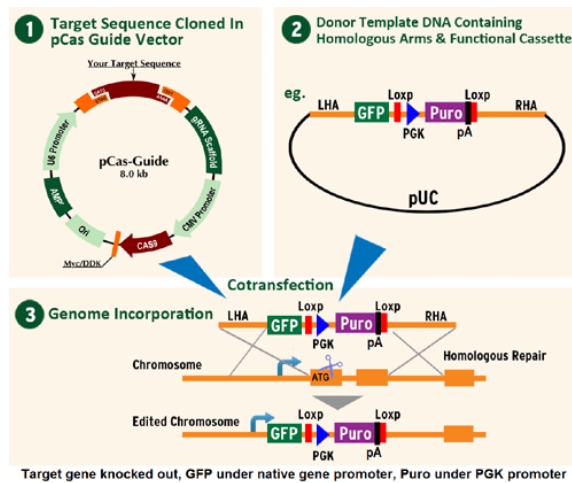 1 Target Sequence Cloned In
pCas Guide Vector
Your Target Sequence
U6 Promoter
gRNA Scaffold
pCas-Guide
8.0 kb
AMP
CMV Promoter
Ori
CAS9
Myc/DDK
2 Donor Template DNA Containing
Homologous Arms & Functional Cassette
eg.
LHA
GFP
Loxp
PGK
Puro
Loxp
pA
RHA
pUC
Cotransfection
3 Genome Incorporation
LHA
GFP
Loxp
PGK
Puro
Loxp
pA
RHA
Homologous Repair
Chromosome
ATG
Edited Chromosome
GFP
Loxp
PGK
Puro
Loxp
pA
Target gene knocked out, GFP under native gene promoter, Puro under PGK promoter